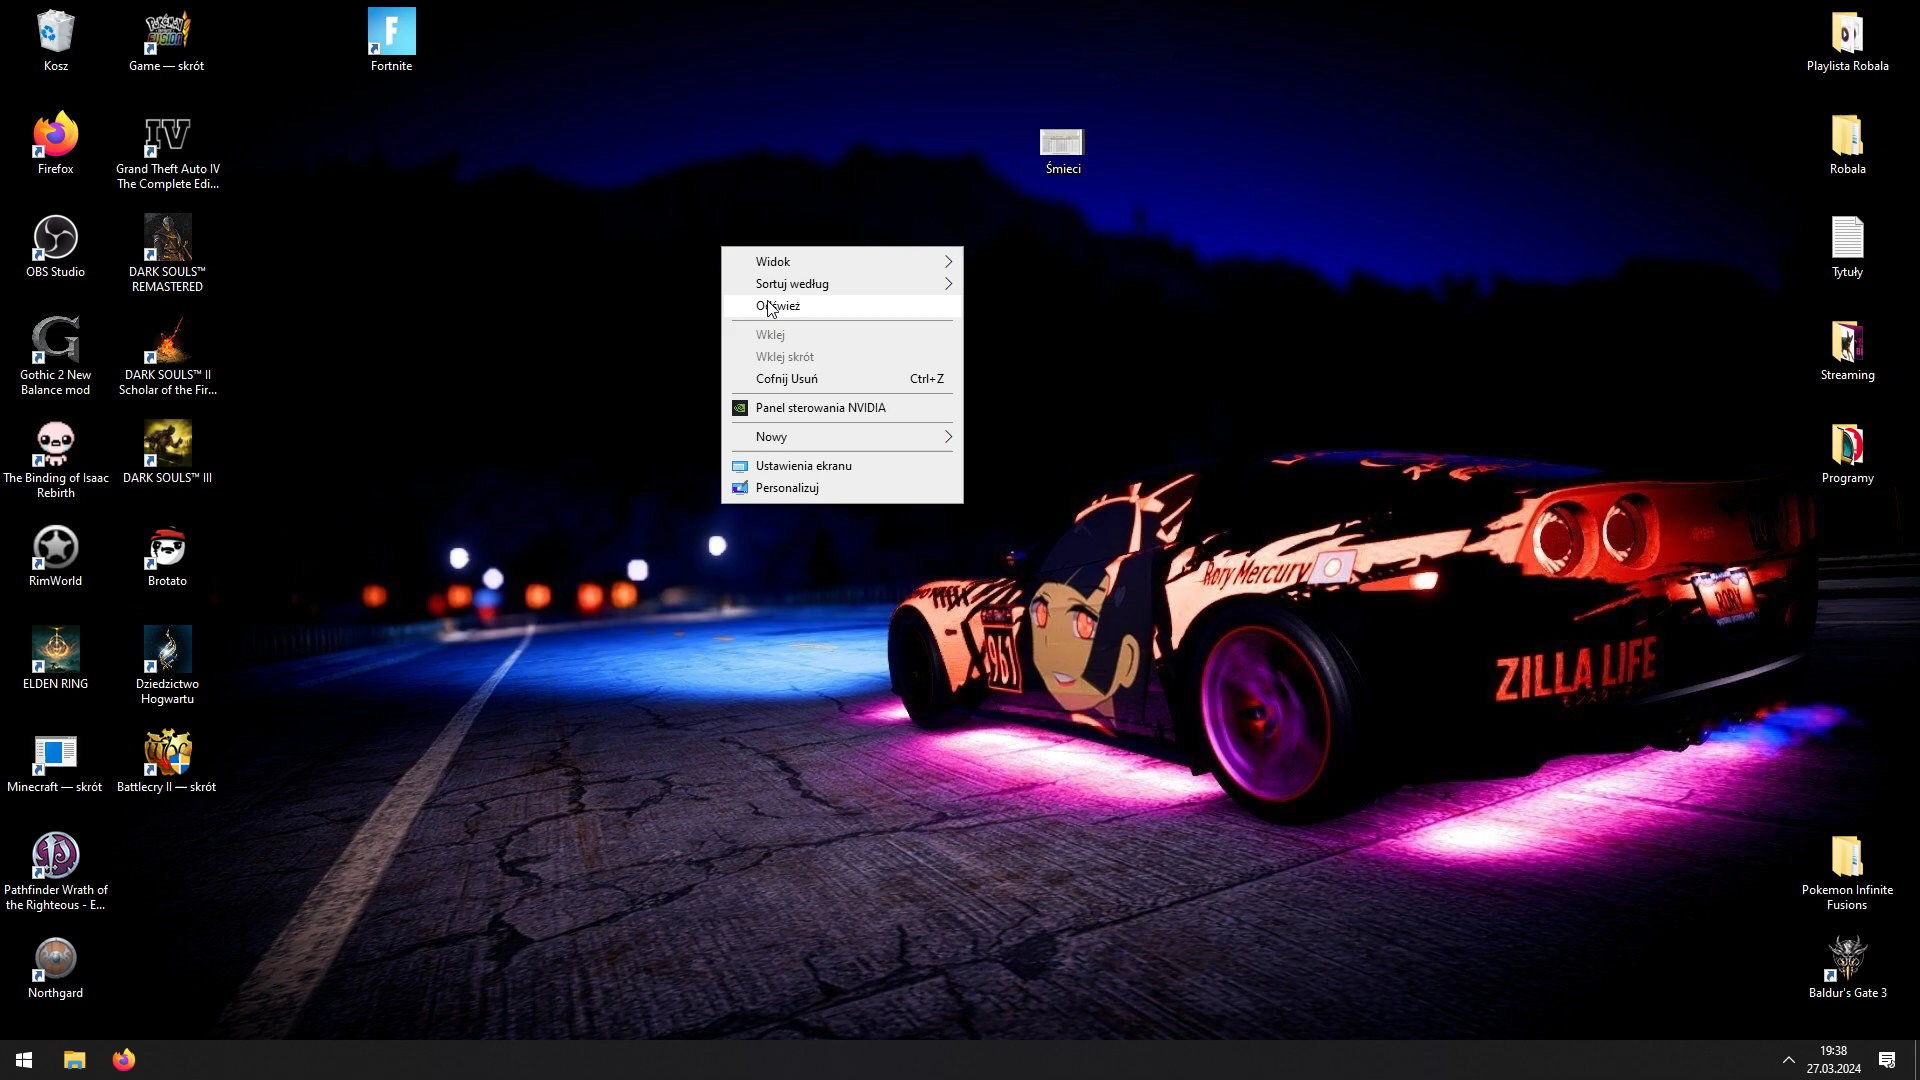 Kosz
Game — skrót
Fortnite
Playlista Robala
Firefox
Grand Theft Auto IV
The Complete Edi...
Śmieci
Robala
OBS Studio
DARK SOULS™
REMASTERED
Tytuły
Gothic 2 New
Balance mod
DARK SOULS™ II
Scholar of the Fir...
Streaming
The Binding of Isaac
Rebirth
DARK SOULS™ III
Programy
RimWorld
Brotato
ELDEN RING
Dziedzictwo
Hogwartu
Minecraft — skrót
Battlecry II — skrót
Pathfinder Wrath of
the Righteous - E...
Pokemon Infinite
Fusions
Northgard
Baldur's Gate 3
Widok
Sortuj według
Odśwież
Wklej
Wklej skrót
Cofnij Usuń Ctrl+Z
Panel sterowania NVIDIA
Nowy
Ustawienia ekranu
Personalizuj
Rory Mercury
1961
RORY
ZILLA LIFE
19:38
27.03.2024